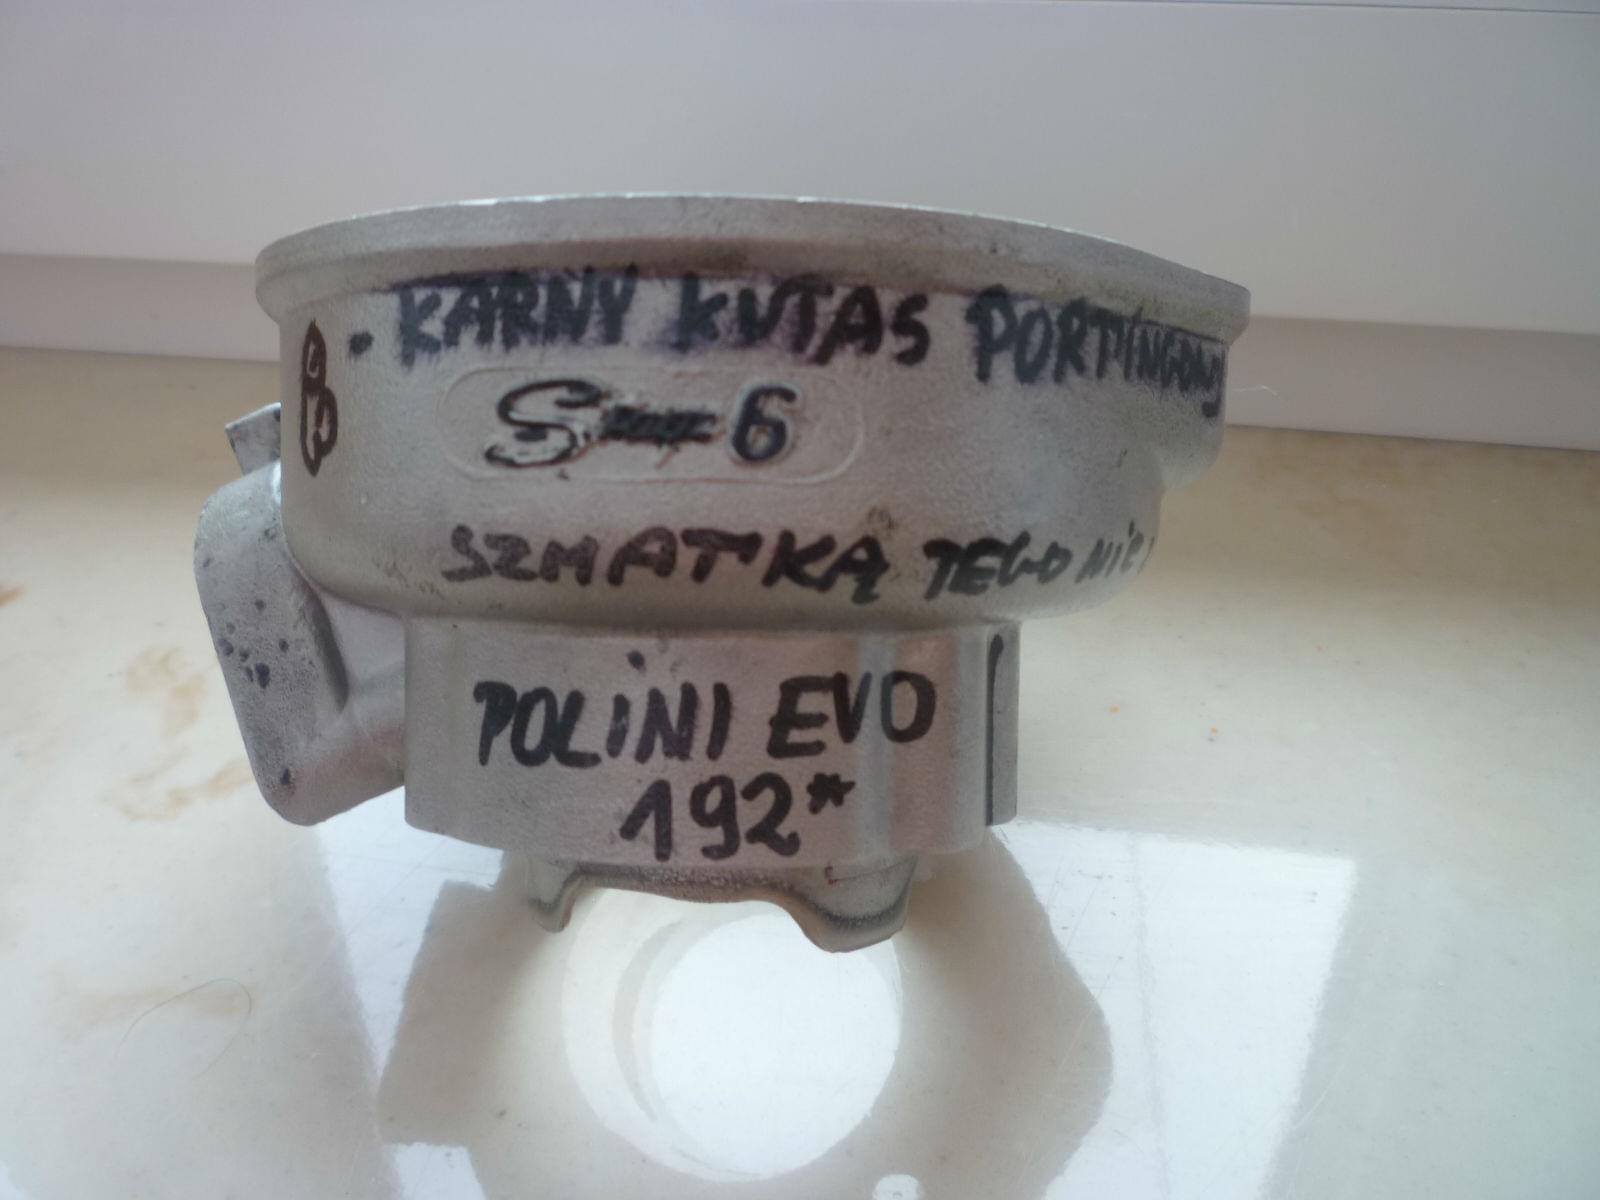 - KARNY KUTAS PORTINGOWY
S 6
SZMATKĄ TEGO NIE
POLINI EVO
192*